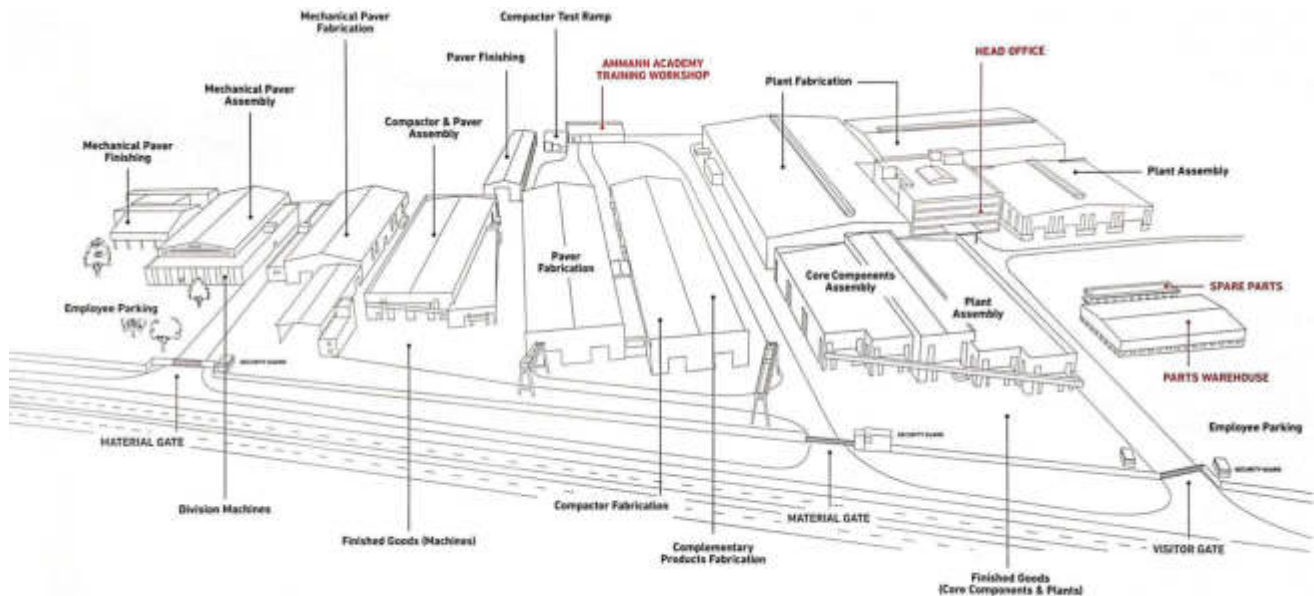 Mechanical Paver
Fabrication
Compactor Test Ramp
Paver Finishing
AMMANN ACADEMY
TRAINING WORKSHOP
HEAD OFFICE
Plant Fabrication
Mechanical Paver
Assembly
Compactor & Paver
Assembly
Mechanical Paver
Finishing
Plant Assembly
Paver
Fabrication
Core Components
Assembly
Plant
Assembly
SPARE PARTS
Employee Parking
SECURITY GUARD
PARTS WAREHOUSE
MATERIAL GATE
SECURITY GUARD
Employee Parking
SECURITY GUARD
Division Machines
Compactor Fabrication
MATERIAL GATE
Finished Goods (Machines)
Complementary
Products Fabrication
VISITOR GATE
Finished Goods
(Core Components & Plants)